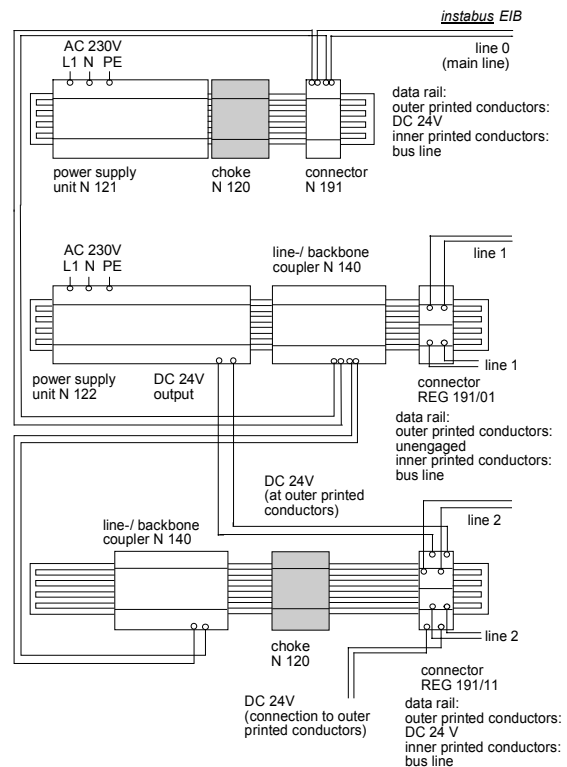 instabus EIB
AC 230V
L1 N PE
line 0
(main line)
data rail:
outer printed conductors:
DC 24V
inner printed conductors:
bus line
power supply
unit N 121
choke
N 120
connector
N 191
AC 230V
L1 N PE
line-/ backbone
coupler N 140
line 1
line 1
power supply
unit N 122
DC 24V
output
connector
REG 191/01
data rail:
outer printed conductors:
unengaged
inner printed conductors:
bus line
DC 24V
(at outer printed
conductors)
line 2
line-/ backbone
coupler N 140
line 2
choke
N 120
connector
REG 191/11
DC 24V
(connection to outer
printed conductors)
data rail:
outer printed conductors:
DC 24 V
inner printed conductors:
bus line